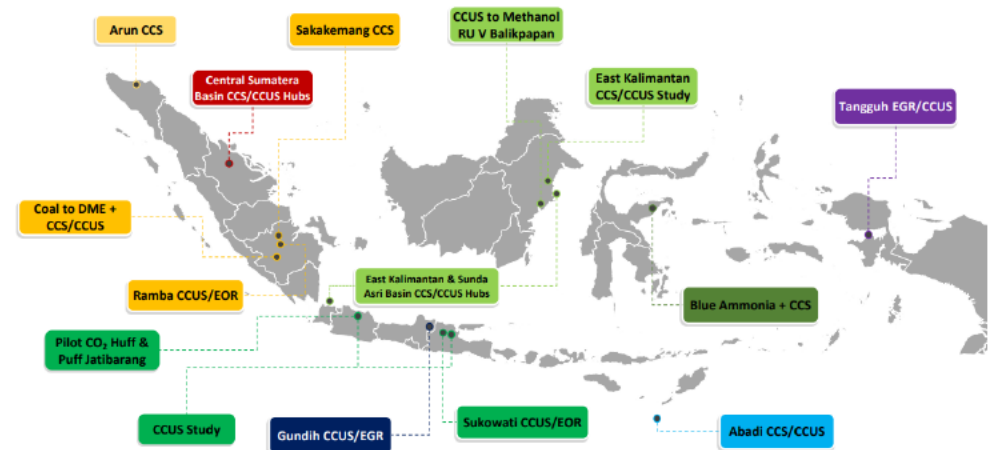 Arun CCS
Sakakemang CCS
CCUS to Methanol
RU V Balikpapan
Central Sumatera
Basin CCS/CCUS Hubs
East Kalimantan
CCS/CCUS Study
Tangguh EGR/CCUS
Coal to DME +
CCS/CCUS
Ramba CCUS/EOR
East Kalimantan & Sunda
Asri Basin CCS/CCUS Hubs
Blue Ammonia + CCS
Pilot CO₂ Huff &
Puff Jatibarang
CCUS Study
Gundih CCUS/EGR
Sukowati CCUS/EOR
Abadi CCS/CCUS